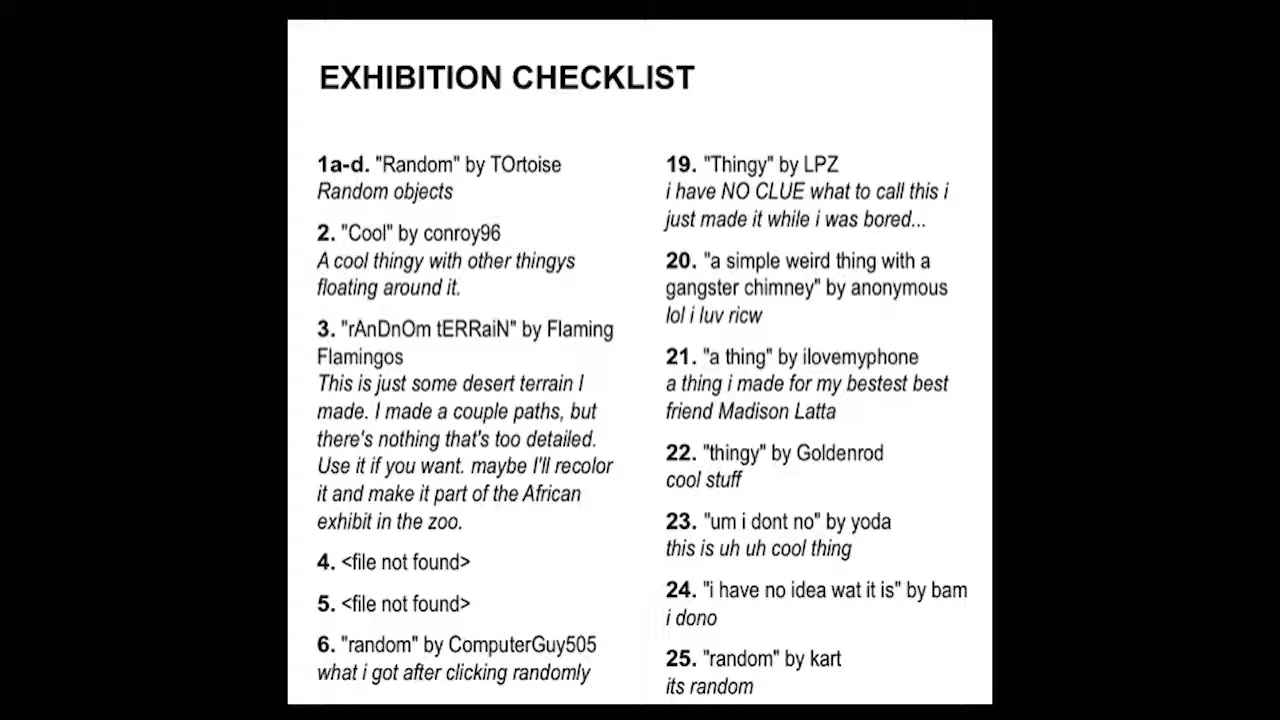 EXHIBITION CHECKLIST
1a-d. "Random" by TOrtoise
Random objects
2. "Cool" by conroy96
A cool thingy with other thingys
floating around it.
3. "rAnDnOm tERRaiN" by Flaming
Flamingos
This is just some desert terrain I
made. I made a couple paths, but
there's nothing that's too detailed.
Use it if you want. maybe I'll recolor
it and make it part of the African
exhibit in the zoo.
4. <file not found>
5. <file not found>
6. "random" by ComputerGuy505
what i got after clicking randomly
19. "Thingy" by LPZ
i have NO CLUE what to call this i
just made it while i was bored...
20. "a simple weird thing with a
gangster chimney" by anonymous
lol i luv ricw
21. "a thing" by ilovemyphone
a thing i made for my bestest best
friend Madison Latta
22. "thingy" by Goldenrod
cool stuff
23. "um i dont no" by yoda
this is uh uh cool thing
24. "i have no idea wat it is" by bam
i dono
25. "random" by kart
its random